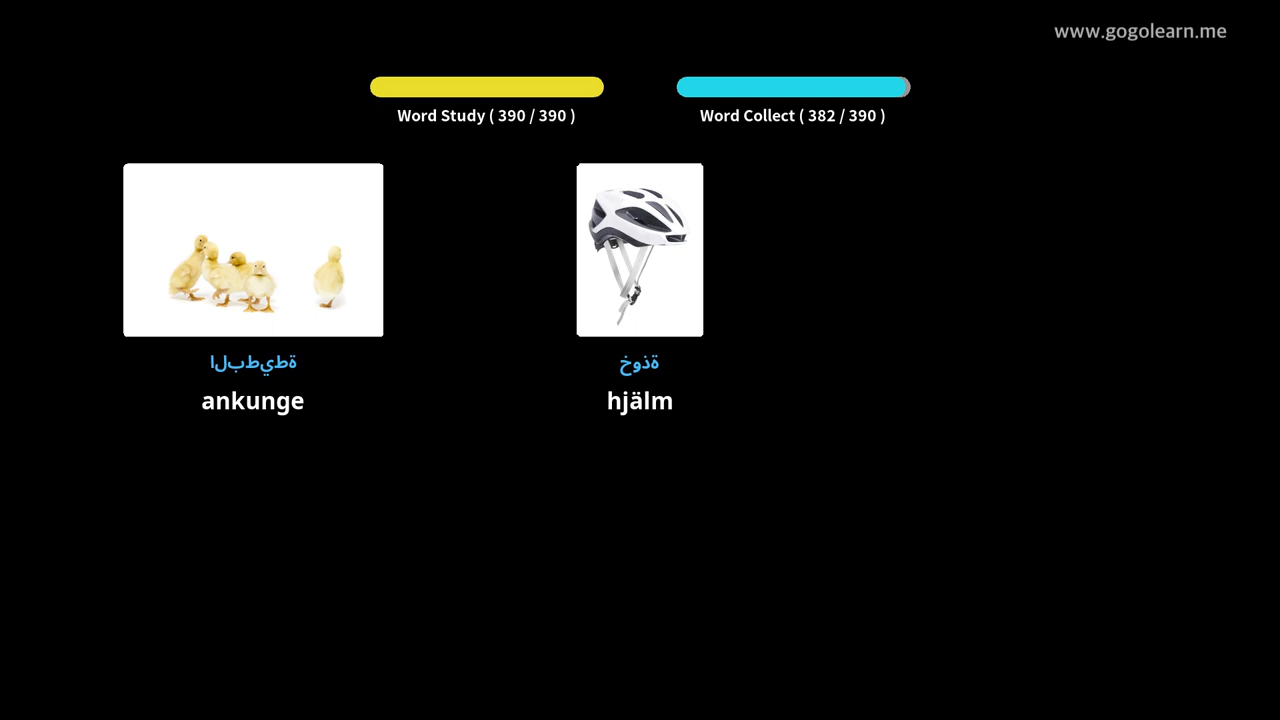 www.gogolearn.me
Word Study ( 390 / 390 )
Word Collect ( 382 / 390 )
البطيطة
ankunge
خوذة
hjälm